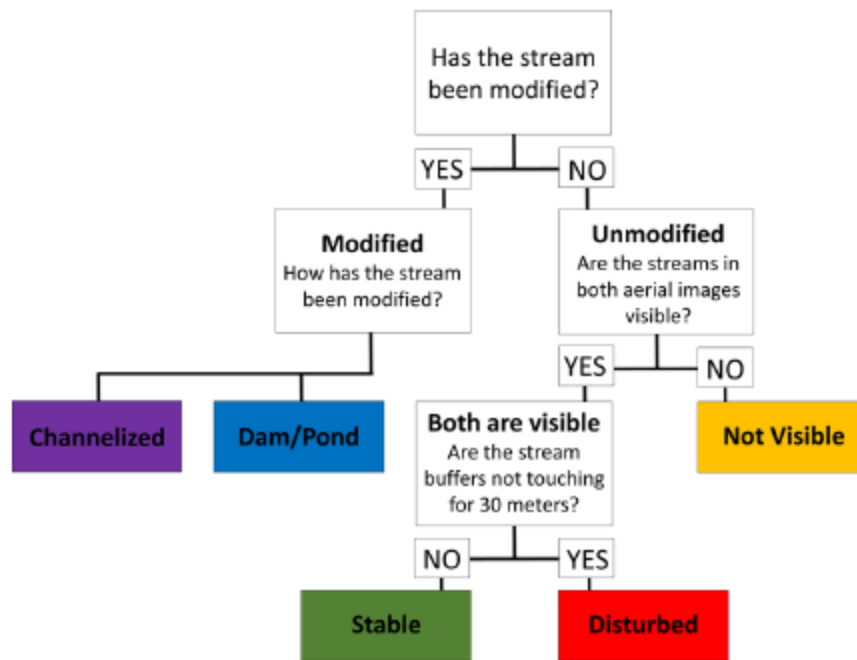 Has the stream
been modified?
YES
NO
Modified
How has the stream
been modified?
Unmodified
Are the streams in
both aerial images
visible?
YES
NO
Channelized
Dam/Pond
Both are visible
Are the stream
buffers not touching
for 30 meters?
Not Visible
NO
YES
Stable
Disturbed